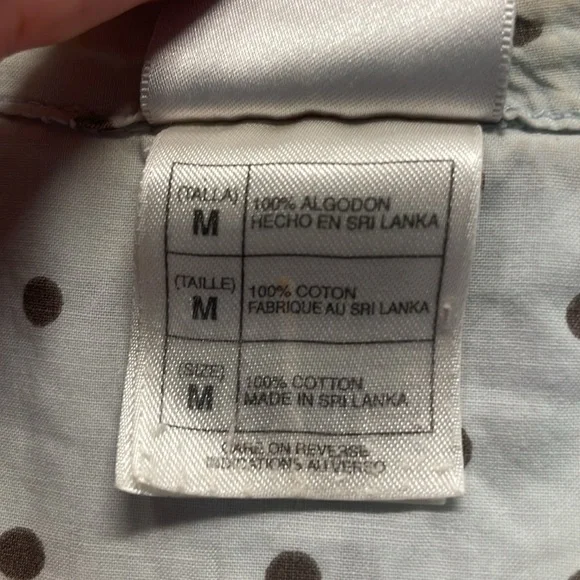 (TALLA)
M
100% ALGODON
HECHO EN SRI LANKA
(TAILLE)
M
100% COTON
FABRIQUE AU SRI LANKA
(SIZE)
M
100% COTTON
MADE IN SRI LANKA
CARE ON REVERSE
INDICATIONS AU VERSO